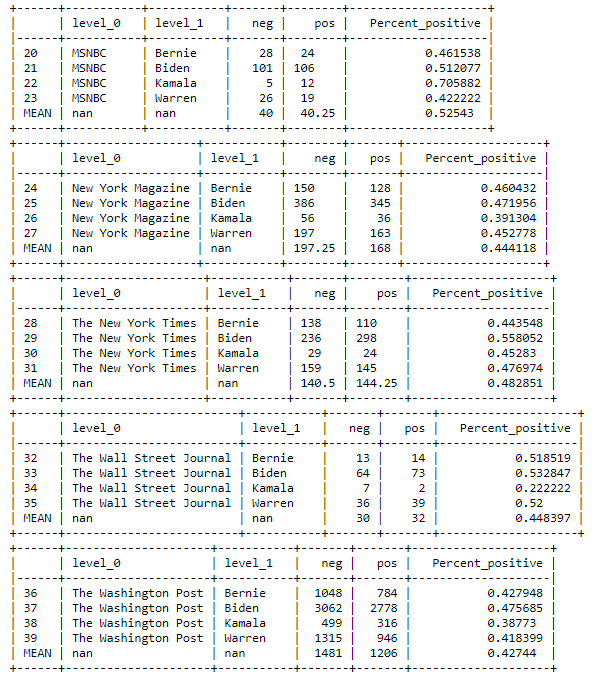 level_0 level_1 neg pos Percent_positive
20 MSNBC Bernie 28 24 0.461538
21 MSNBC Biden 101 106 0.512077
22 MSNBC Kamala 5 12 0.705882
23 MSNBC Warren 26 19 0.422222
MEAN nan nan 40 40.25 0.52543
level_0 level_1 neg pos Percent_positive
24 New York Magazine Bernie 150 128 0.460432
25 New York Magazine Biden 386 345 0.471956
26 New York Magazine Kamala 56 36 0.391304
27 New York Magazine Warren 197 163 0.452778
MEAN nan nan 197.25 168 0.444118
level_0 level_1 neg pos Percent_positive
28 The New York Times Bernie 138 110 0.443548
29 The New York Times Biden 236 298 0.558052
30 The New York Times Kamala 29 24 0.45283
31 The New York Times Warren 159 145 0.476974
MEAN nan nan 140.5 144.25 0.482851
level_0 level_1 neg pos Percent_positive
32 The Wall Street Journal Bernie 13 14 0.518519
33 The Wall Street Journal Biden 64 73 0.532847
34 The Wall Street Journal Kamala 7 2 0.222222
35 The Wall Street Journal Warren 36 39 0.52
MEAN nan nan 30 32 0.448397
level_0 level_1 neg pos Percent_positive
36 The Washington Post Bernie 1048 784 0.427948
37 The Washington Post Biden 3062 2778 0.475685
38 The Washington Post Kamala 499 316 0.38773
39 The Washington Post Warren 1315 946 0.418399
MEAN nan nan 1481 1206 0.42744